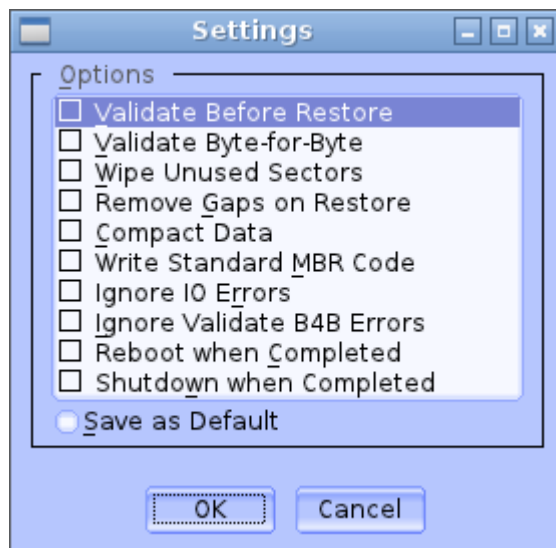 Settings
Options
Validate Before Restore
Validate Byte-for-Byte
Wipe Unused Sectors
Remove Gaps on Restore
Compact Data
Write Standard MBR Code
Ignore IO Errors
Ignore Validate B4B Errors
Reboot when Completed
Shutdown when Completed
Save as Default
OK
Cancel